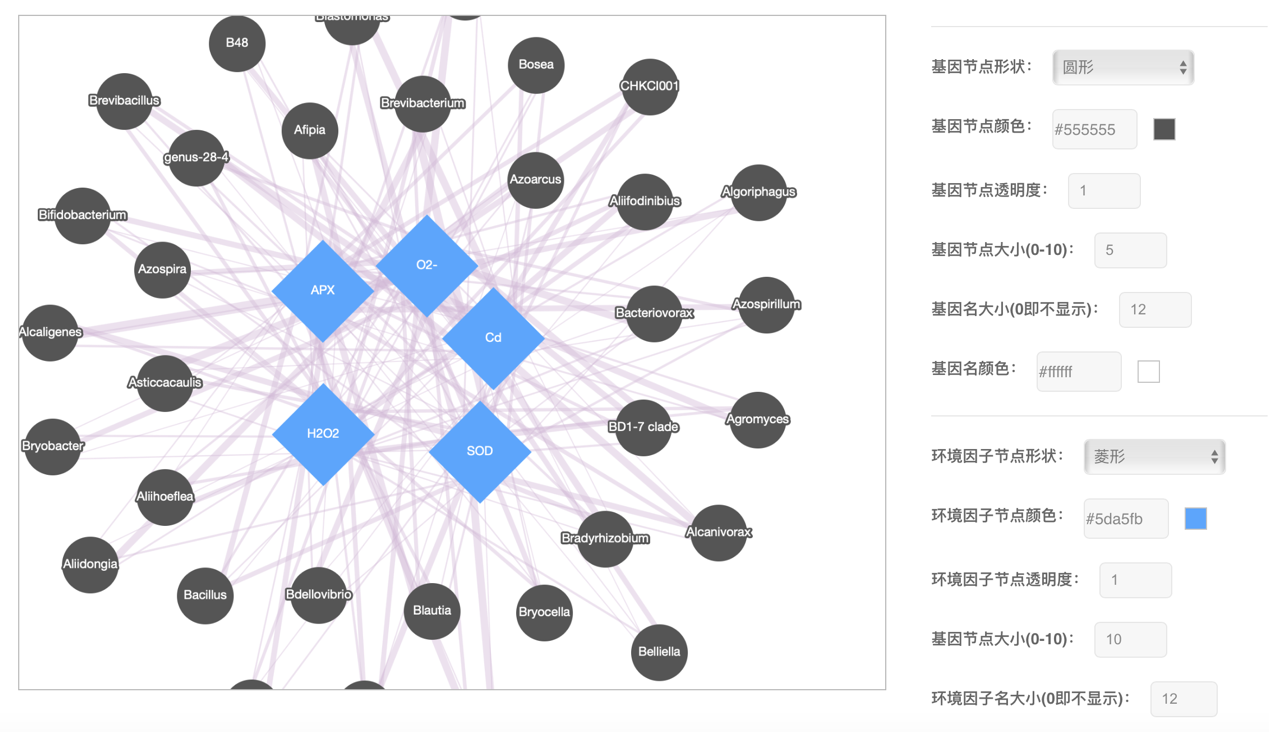 Blastomonas
B48
Bosea
CHKCI001
Brevibacillus
Brevibacterium
Afipia
genus-28-4
Azoarcus
Aliifodinibius
Algoriphagus
Bifidobacterium
Azospira
O2-
APX
Azospirillum
Bacteriovorax
Alcaligenes
Cd
Asticcacaulis
Agromyces
BD1-7 clade
H2O2
Bryobacter
SOD
Aliihoeflea
Alcanivorax
Bradyrhizobium
Aliidongia
Bacillus
Bdellovibrio
Blautia
Bryocella
Belliella
基因节点形状： 圆形
基因节点颜色： #555555
基因节点透明度： 1
基因节点大小(0-10)： 5
基因名大小(0即不显示)： 12
基因名颜色： #ffffff
环境因子节点形状： 菱形
环境因子节点颜色： #5da5fb
环境因子节点透明度： 1
基因节点大小(0-10)： 10
环境因子名大小(0即不显示)： 12